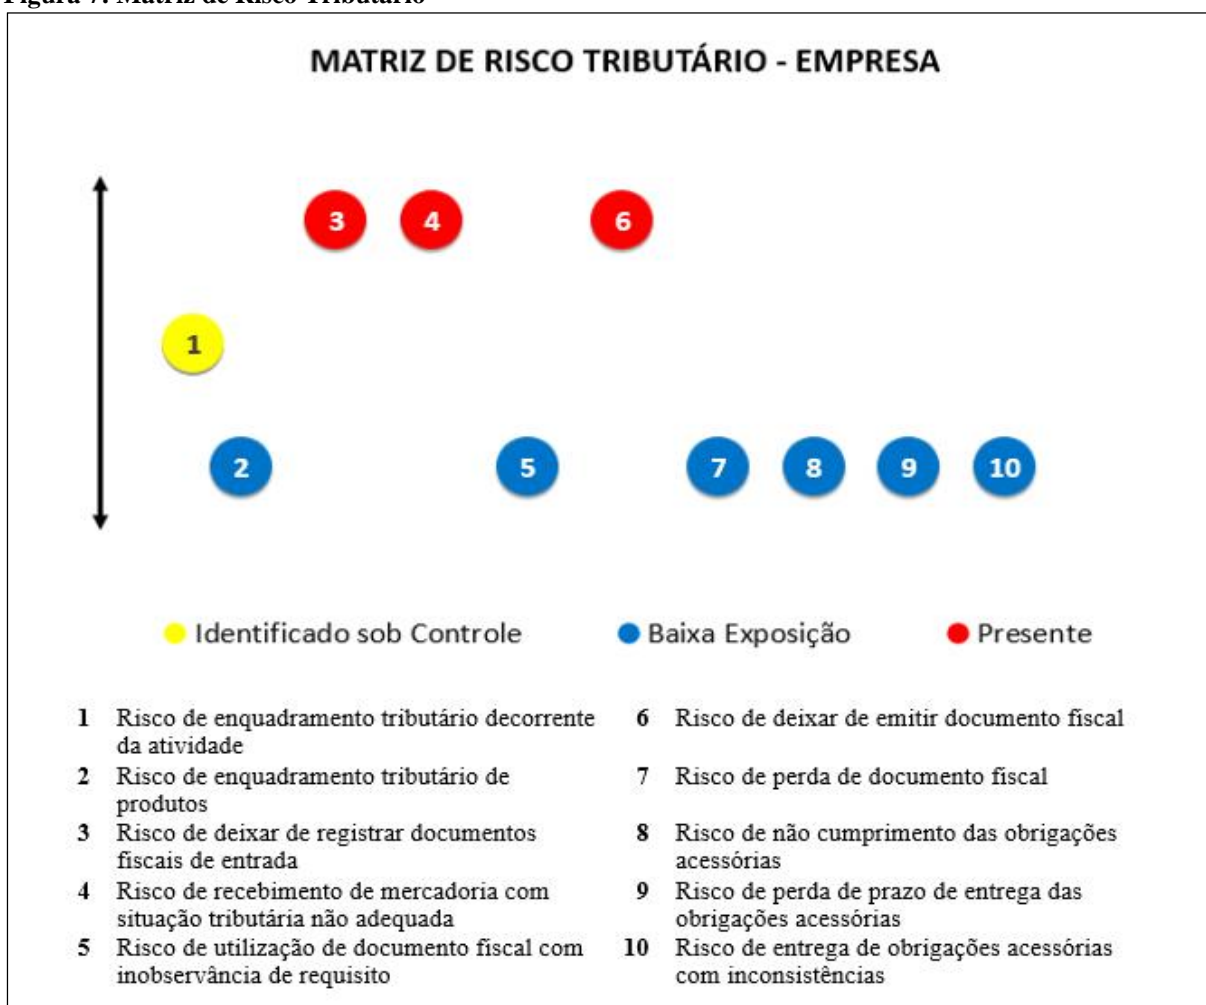 Figura 7: Matriz de Risco Tributário
MATRIZ DE RISCO TRIBUTÁRIO - EMPRESA
3
4
6
1
2
5
7
8
9
10
Identificado sob Controle
Baixa Exposição
Presente
1 Risco de enquadramento tributário decorrente
da atividade
2 Risco de enquadramento tributário de
produtos
3 Risco de deixar de registrar documentos
fiscais de entrada
4 Risco de recebimento de mercadoria com
situação tributária não adequada
5 Risco de utilização de documento fiscal com
inobservância de requisito
6 Risco de deixar de emitir documento fiscal
7 Risco de perda de documento fiscal
8 Risco de não cumprimento das obrigações
acessórias
9 Risco de perda de prazo de entrega das
obrigações acessórias
10 Risco de entrega de obrigações acessórias
com inconsistências